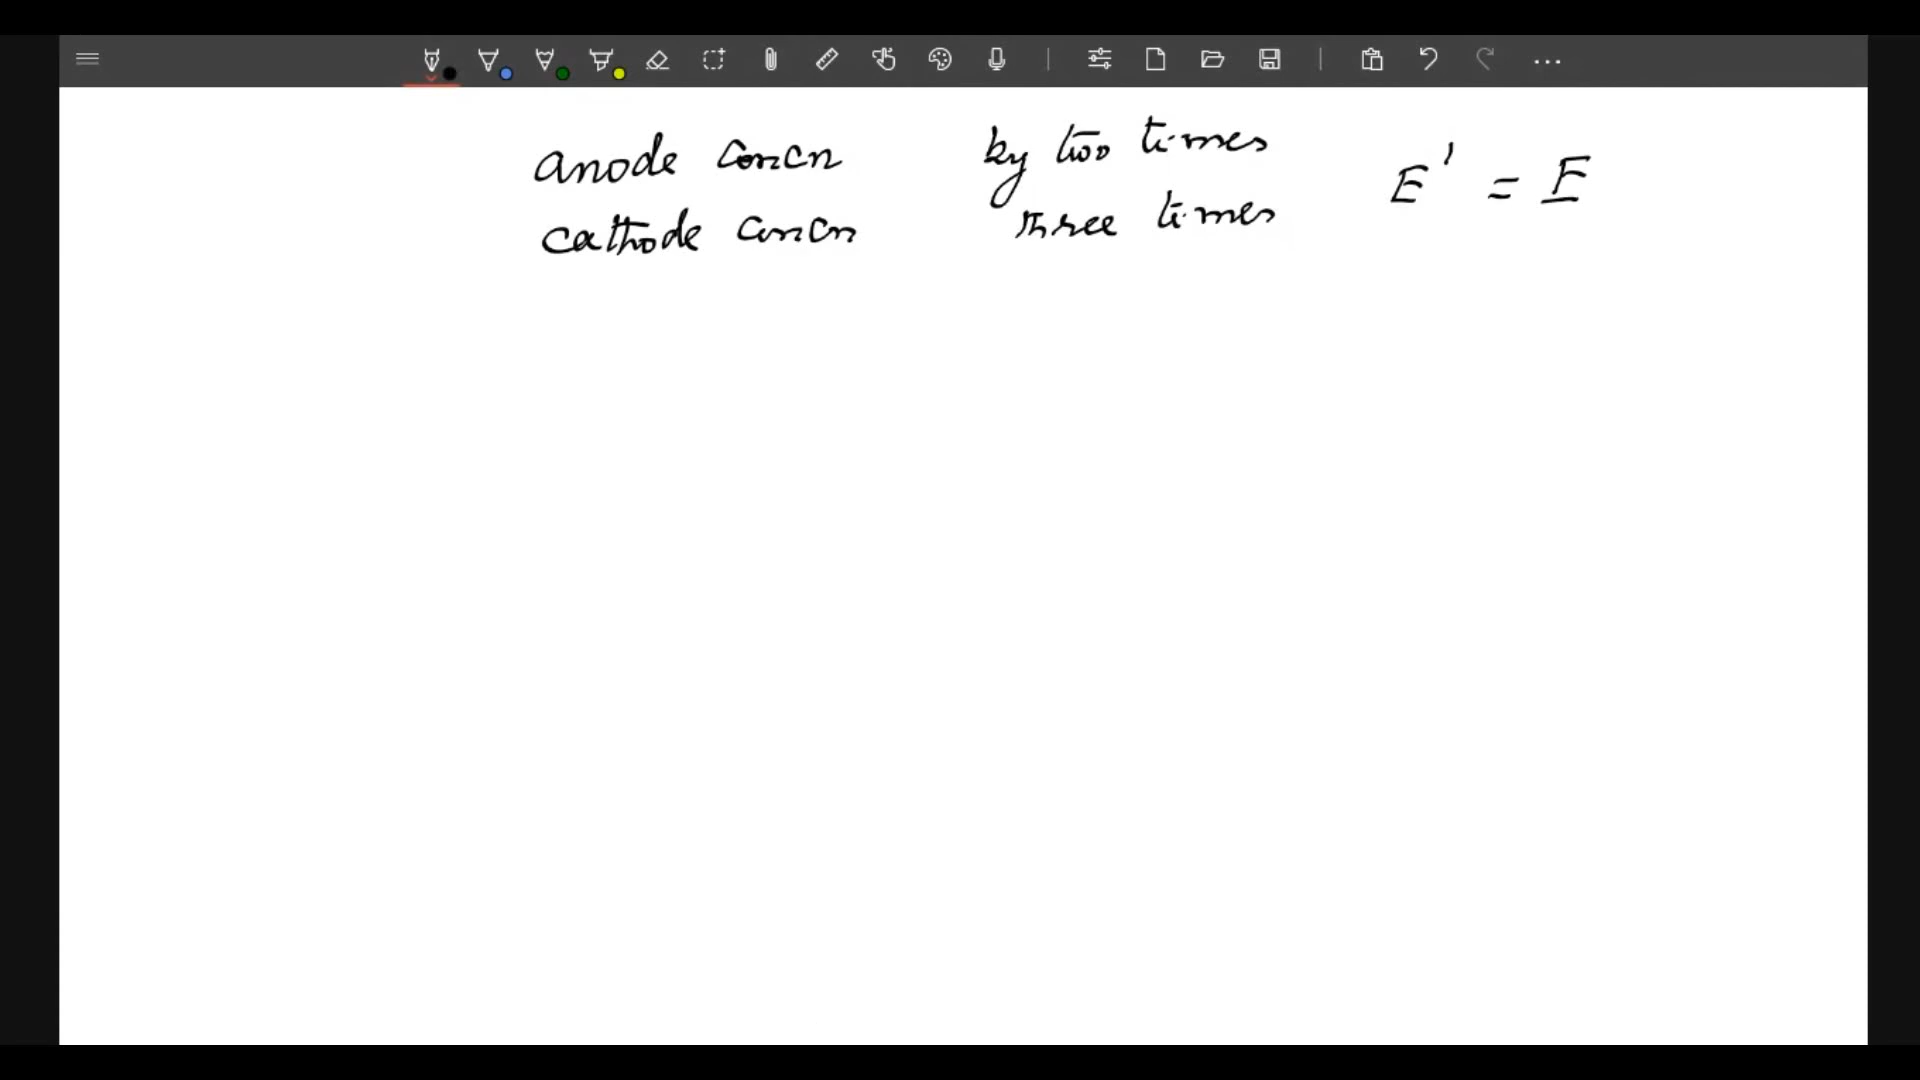 anode concn by two times E' = E
cathode concn three times